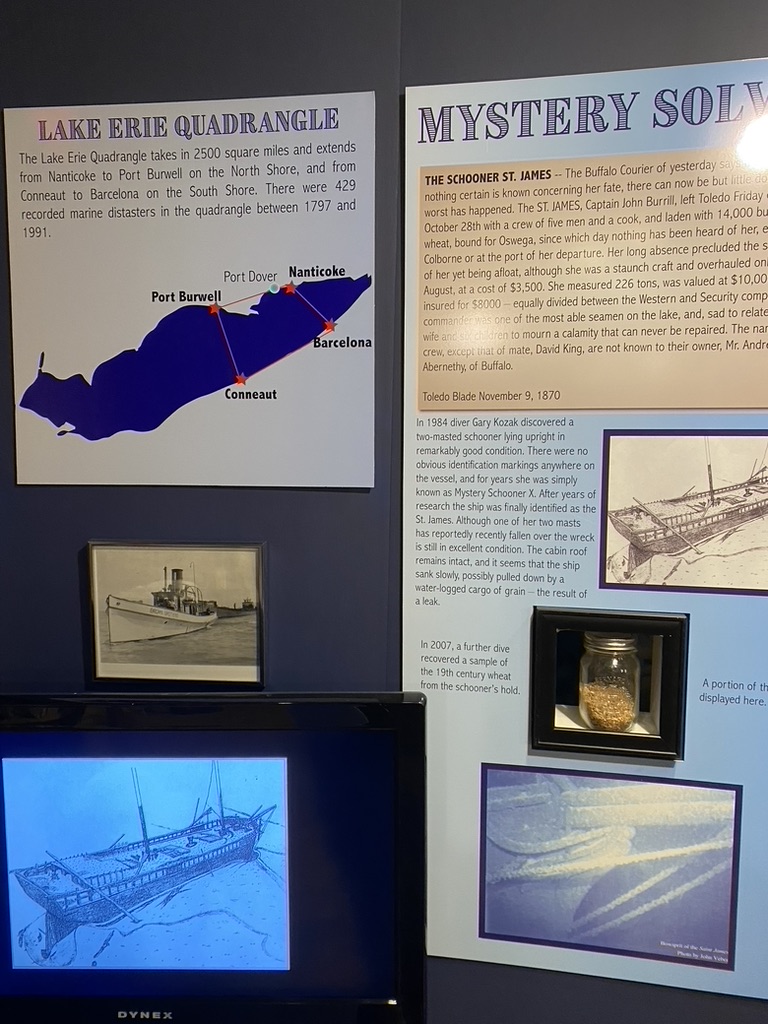 LAKE ERIE QUADRANGLE
The Lake Erie Quadrangle takes in 2500 square miles and extends
from Nanticoke to Port Burwell on the North Shore, and from
Conneaut to Barcelona on the South Shore. There were 429
recorded marine distasters in the quadrangle between 1797 and
1991.
Port Dover
Nanticoke
Port Burwell
Barcelona
Conneaut
MYSTERY SOLV
THE SCHOONER ST. JAMES -- The Buffalo Courier of yesterday says
nothing certain is known concerning her fate, there can now be but little do
worst has happened. The ST. JAMES, Captain John Burrill, left Toledo Friday
October 28th with a crew of five men and a cook, and laden with 14,000 bu
wheat, bound for Oswega, since which day nothing has been heard of her, e
Colborne or at the port of her departure. Her long absence precluded the s
of her yet being afloat, although she was a staunch craft and overhauled on
August, at a cost of $3,500. She measured 226 tons, was valued at $10,00
insured for $8000 – equally divided between the Western and Security comp
commander was one of the most able seamen on the lake, and, sad to relate
wife and six children to mourn a calamity that can never be repaired. The nar
crew, except that of mate, David King, are not known to their owner, Mr. Andre
Abernethy, of Buffalo.
Toledo Blade November 9, 1870
In 1984 diver Gary Kozak discovered a
two-masted schooner lying upright in
remarkably good condition. There were no
obvious identification markings anywhere on
the vessel, and for years she was simply
known as Mystery Schooner X. After years of
research the ship was finally identified as the
St. James. Although one of her two masts
has reportedly recently fallen over the wreck
is still in excellent condition. The cabin roof
remains intact, and it seems that the ship
sank slowly, possibly pulled down by a
water-logged cargo of grain – the result of
a leak.
In 2007, a further dive
recovered a sample of
the 19th century wheat
from the schooner's hold.
A portion of th
displayed here.
Bowsprit of the Saint James
Photo by John Veber
DYNEX